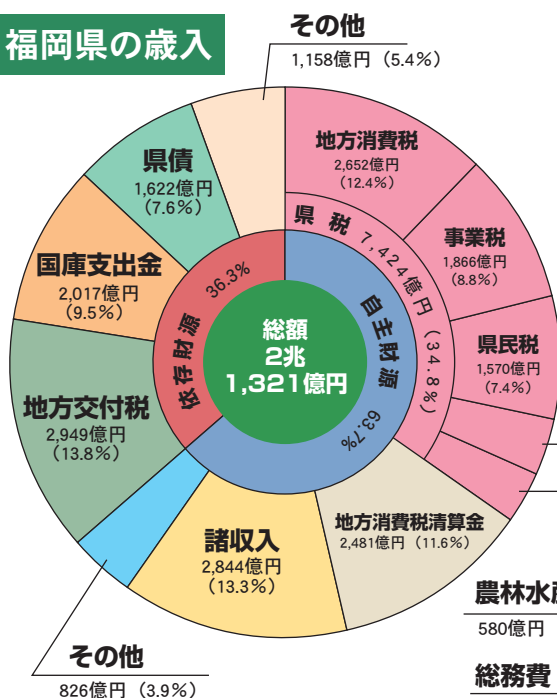 福岡県の歳入
その他
1,158億円（5.4％）
地方消費税
2,652億円
（12.4％）
事業税
1,866億円
（8.8％）
県民税
1,570億円
（7.4％）
県税 7,424億円（34.8％）
県債
1,622億円
（7.6％）
国庫支出金
2,017億円
（9.5％）
地方交付税
2,949億円
（13.8％）
依存財源 36.3％
自主財源 63.7％
総額
2兆
1,321億円
地方消費税清算金
2,481億円（11.6％）
諸収入
2,844億円
（13.3％）
その他
826億円（3.9％）
農林水産
580億円
総務費